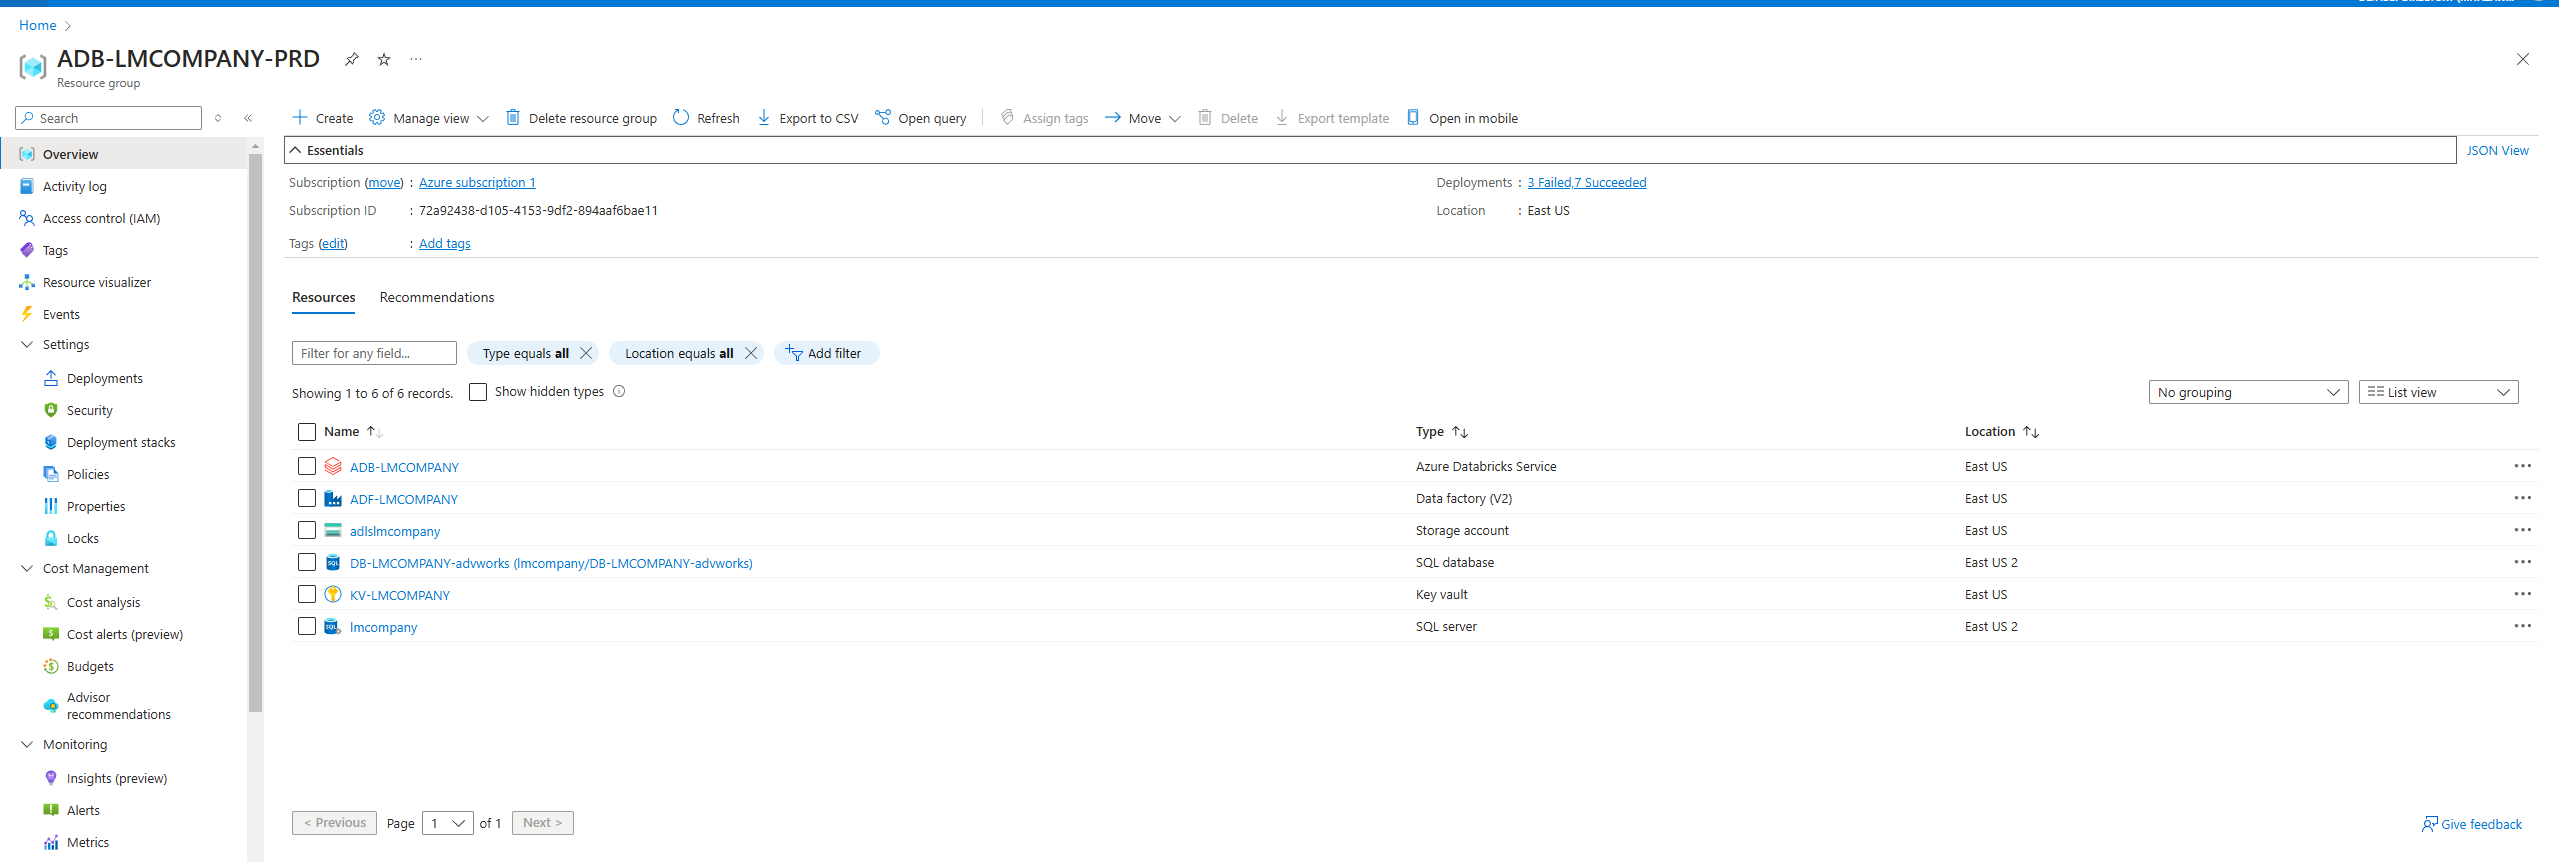 Home
ADB-LMCOMPANY-PRD
Resource group
Search
Create Manage view Delete resource group Refresh Export to CSV Open query Assign tags Move Delete Export template Open in mobile
Essentials JSON View
Subscription (move) : Azure subscription 1 Deployments : 3 Failed,7 Succeeded
Subscription ID : 72a92438-d105-4153-9df2-894aaf6bae11 Location : East US
Tags (edit) : Add tags
Overview
Activity log
Access control (IAM)
Tags
Resource visualizer
Events
Settings
Deployments
Security
Deployment stacks
Policies
Properties
Locks
Cost Management
Cost analysis
Cost alerts (preview)
Budgets
Advisor
recommendations
Monitoring
Insights (preview)
Alerts
Metrics
Resources Recommendations
Filter for any field... Type equals all Location equals all Add filter
Showing 1 to 6 of 6 records. Show hidden types No grouping List view
Name Type Location
ADB-LMCOMPANY Azure Databricks Service East US
ADF-LMCOMPANY Data factory (V2) East US
adlslmcompany Storage account East US
DB-LMCOMPANY-advworks (lmcompany/DB-LMCOMPANY-advworks) SQL database East US 2
KV-LMCOMPANY Key vault East US
lmcompany SQL server East US 2
< Previous Page 1 of 1 Next > Give feedback